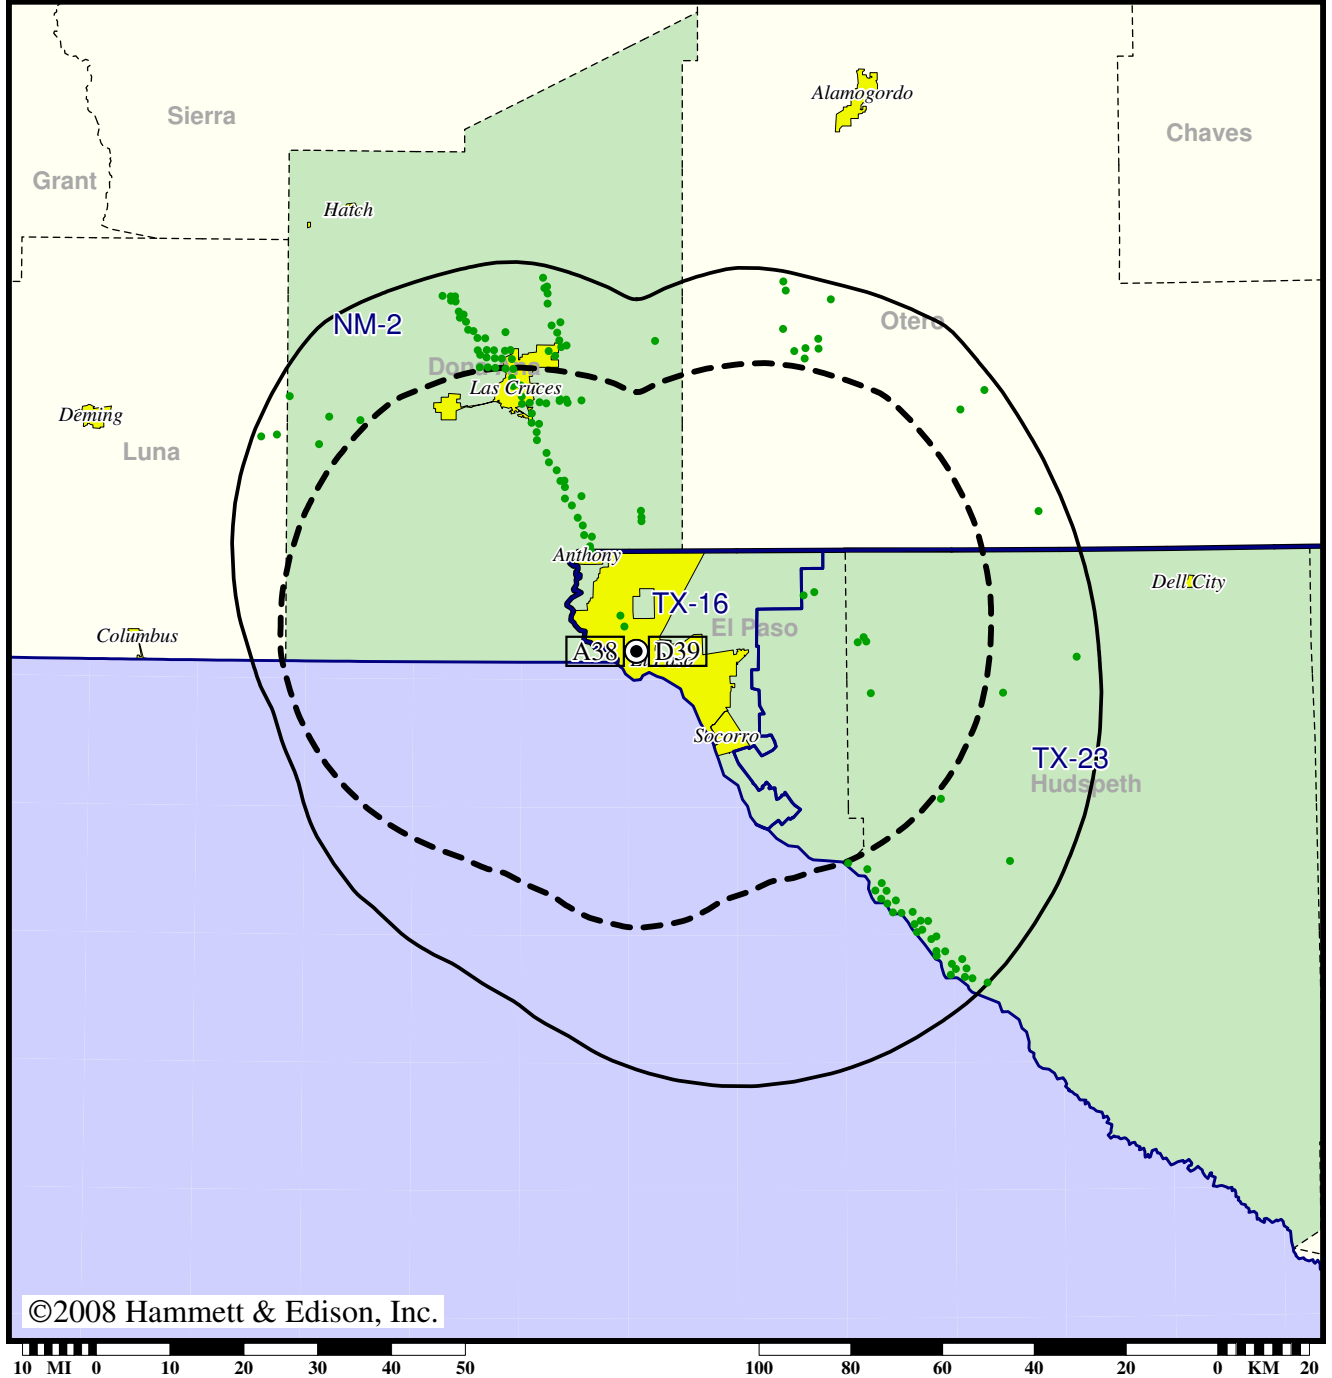 Sierra
Alamogordo
Chaves
Grant
Hatch
NM-2
Otero
Dona Ana
Las Cruces
Deming
Luna
Anthony
Dell City
TX-16
El Paso
Columbus
A38
D39
Socorro
TX-23
Hudspeth
©2008 Hammett & Edison, Inc.
10 MI 0 10 20 30 40 50 100 80 60 40 20 0 KM 20